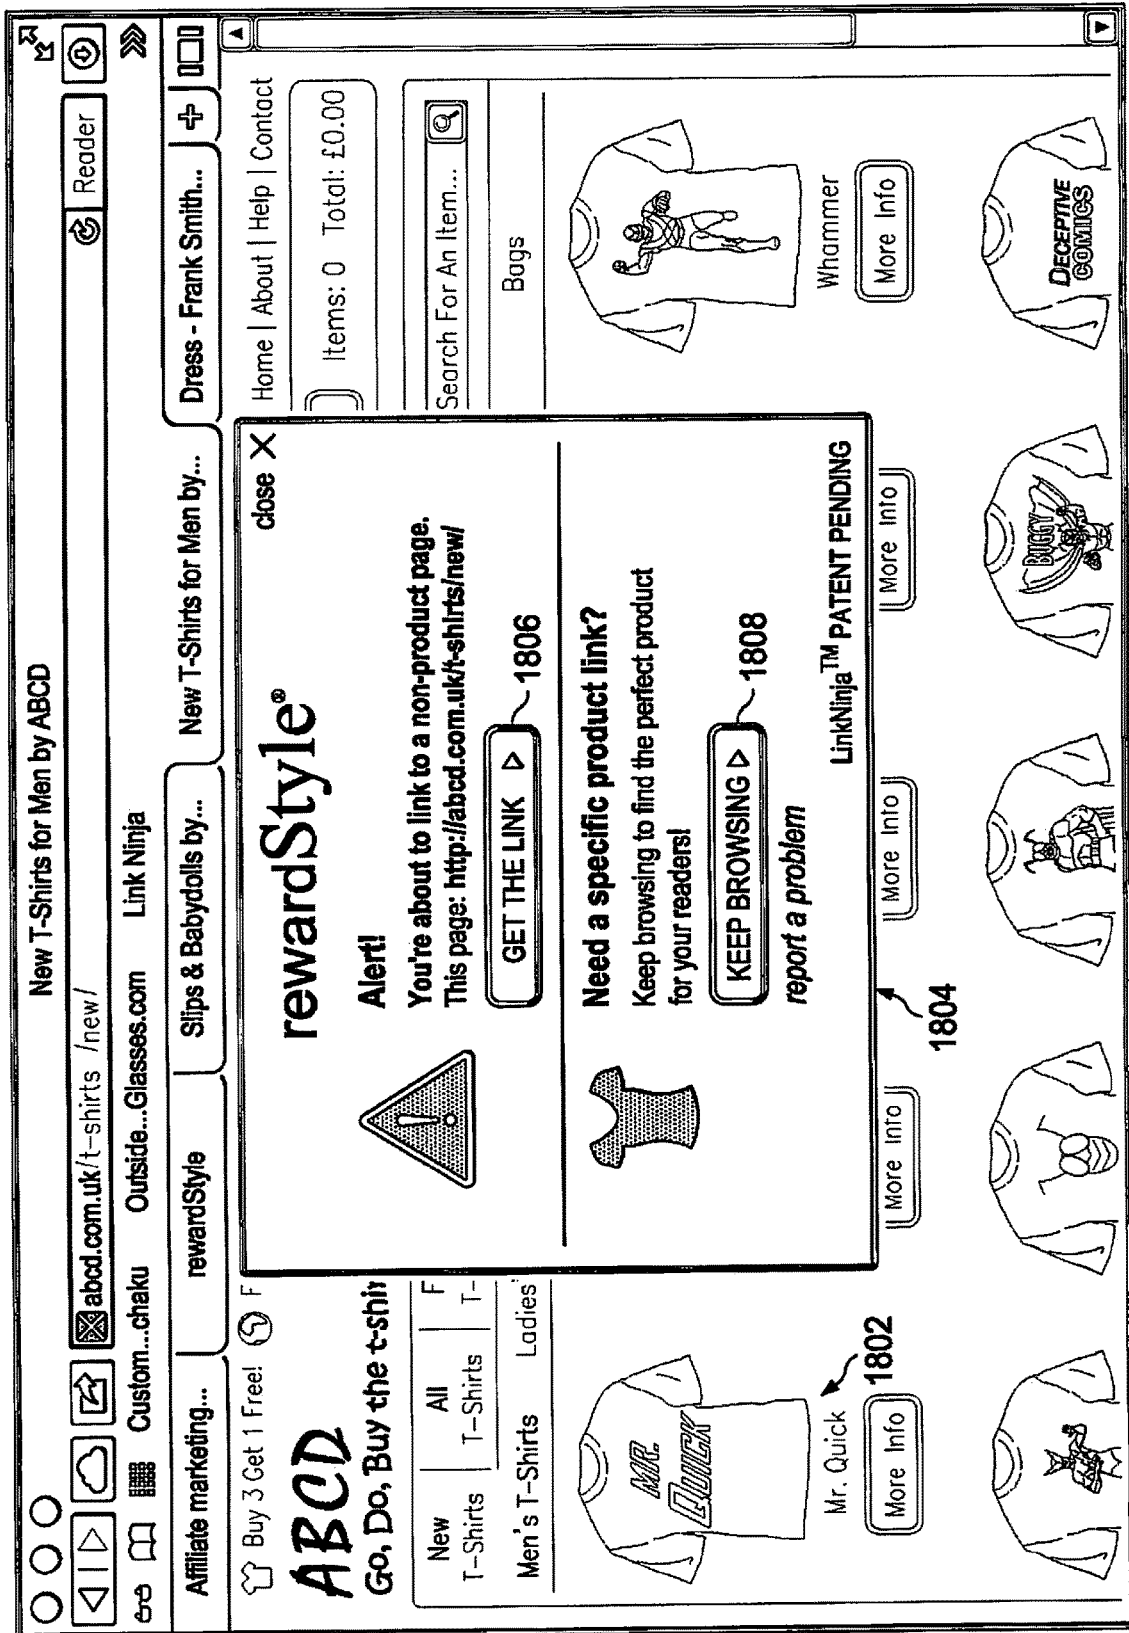 New T-Shirts for Men by ABCD
abcd.com.uk/t-shirts /new/
Reader
Custom...chaku
Outside...Glasses.com
Link Ninja
Affiliate marketing...
rewardStyle
Slips & Babydolls by...
New T-Shirts for Men by...
Dress - Frank Smith...
Buy 3 Get 1 Free!
F
Home | About | Help | Contact
ABCD
Go, Do, Buy the t-shir
Items: 0 Total: £0.00
New
T-Shirts
All
T-Shirts
F
T-
Search For An Item...
Men's T-Shirts
Ladies'
Bags
close X
rewardStyle®
Alert!
You're about to link to a non-product page.
This page: http://abcd.com.uk/t-shirts/new/
GET THE LINK
1806
Need a specific product link?
Keep browsing to find the perfect product
for your readers!
KEEP BROWSING
1808
report a problem
LinkNinja™ PATENT PENDING
1804
MR.
QUICK
Mr. Quick
1802
Whammer
More Info
More Into
More Into
More Into
More Info
BUGGY
DECEPTIVE
COMICS